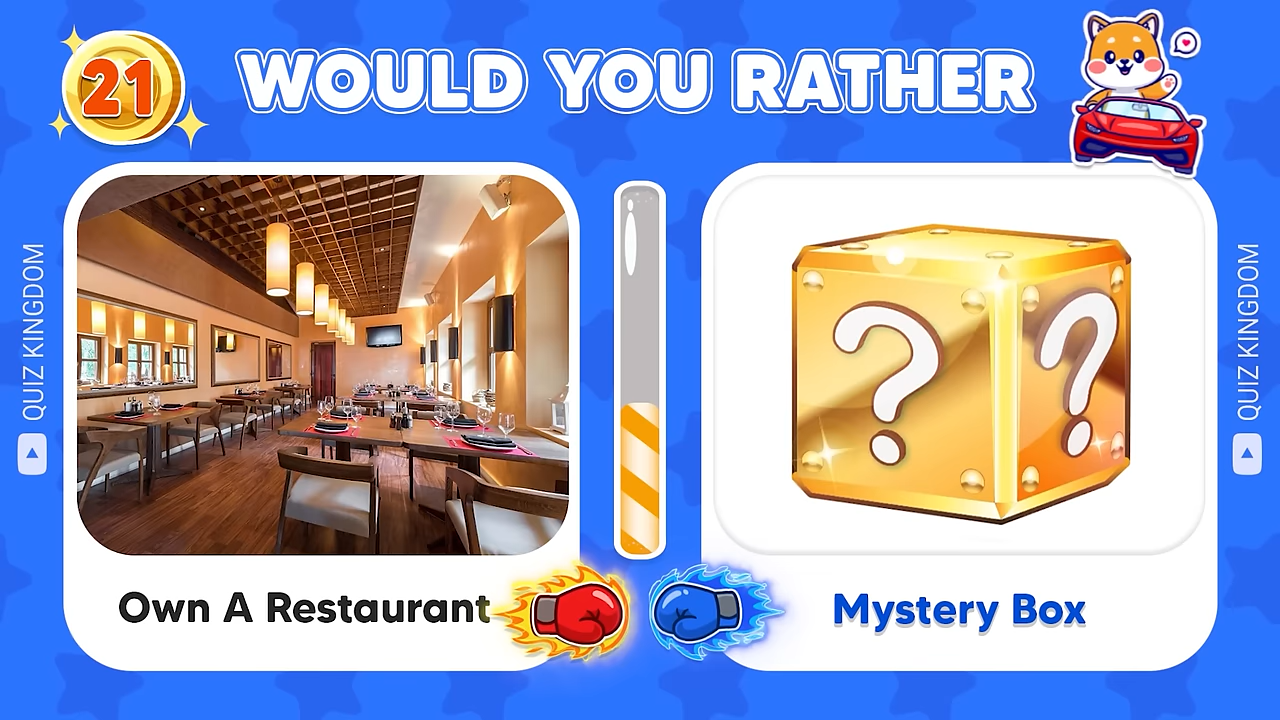 21
WOULD YOU RATHER
QUIZ KINGDOM
? ?
Own A Restaurant
Mystery Box
QUIZ KINGDOM